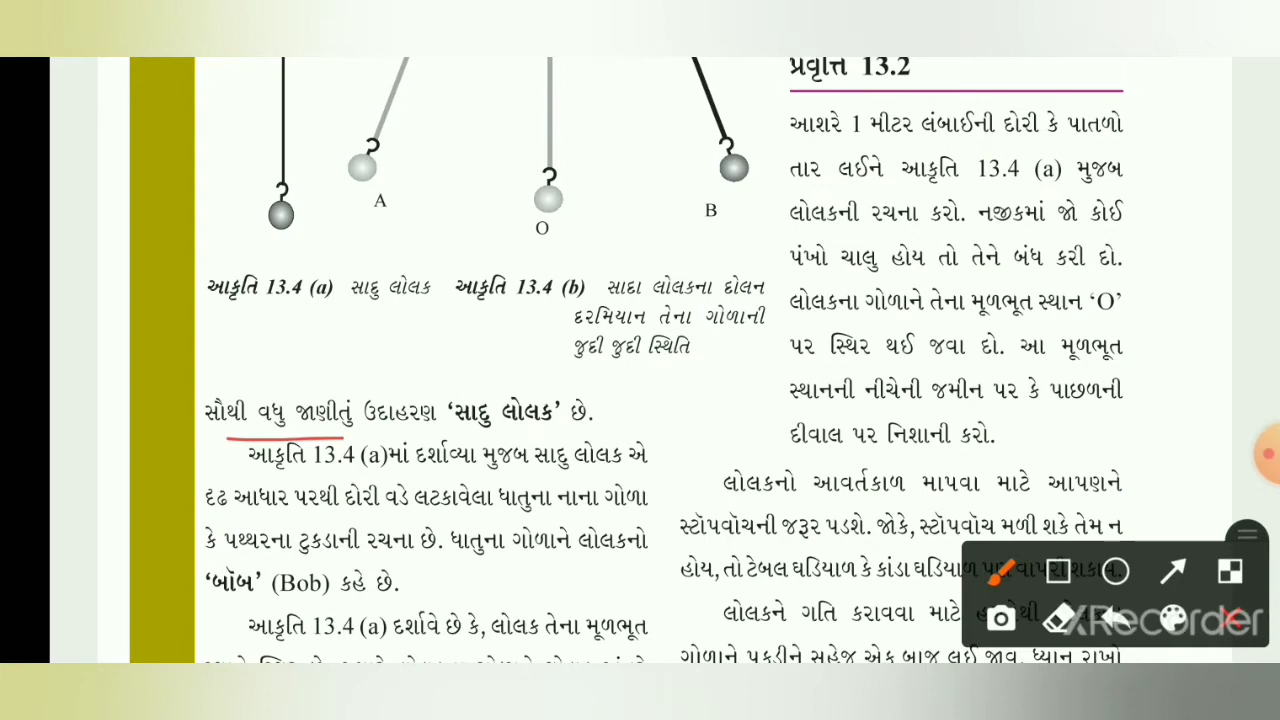 A
O
B
આકૃતિ 13.4 (a) સાદુ લોલક
આકૃતિ 13.4 (b) સાદા લોલકના દોલન
દરમિયાન તેના ગોળાની
જુદી જુદી સ્થિતિ
સૌથી વધુ જાણીતું ઉદાહરણ ‘સાદુ લોલક’ છે.
આકૃતિ 13.4 (a)માં દર્શાવ્યા મુજબ સાદુ લોલક એ
દઢ આધાર પરથી દોરી વડે લટકાવેલા ધાતુના નાના ગોળા
કે પથ્થરના ટુકડાની રચના છે. ધાતુના ગોળાને લોલકનો
‘બૉબ’ (Bob) કહે છે.
આકૃતિ 13.4 (a) દર્શાવે છે કે, લોલક તેના મૂળભૂત
પ્રવૃત્તિ 13.2
આશરે 1 મીટર લંબાઈની દોરી કે પાતળો
તાર લઈને આકૃતિ 13.4 (a) મુજબ
લોલકની રચના કરો. નજીકમાં જો કોઈ
પંખો ચાલુ હોય તો તેને બંધ કરી દો.
લોલકના ગોળાને તેના મૂળભૂત સ્થાન ‘O’
પર સ્થિર થઈ જવા દો. આ મૂળભૂત
સ્થાનની નીચેની જમીન પર કે પાછળની
દીવાલ પર નિશાની કરો.
લોલકનો આવર્તકાળ માપવા માટે આપણને
સ્ટૉપવૉચની જરૂર પડશે. જોકે, સ્ટૉપવૉચ મળી શકે તેમ ન
હોય, તો ટેબલ ઘડિયાળ કે કાંડા ઘડિયાળ પણ વાપરી શકાય.
લોલકને ગતિ કરાવવા માટે
ગોળાને પકડીને સહેજ એક બાજુ લઈ જાવ. ધ્યાન રાખો
XRecorder